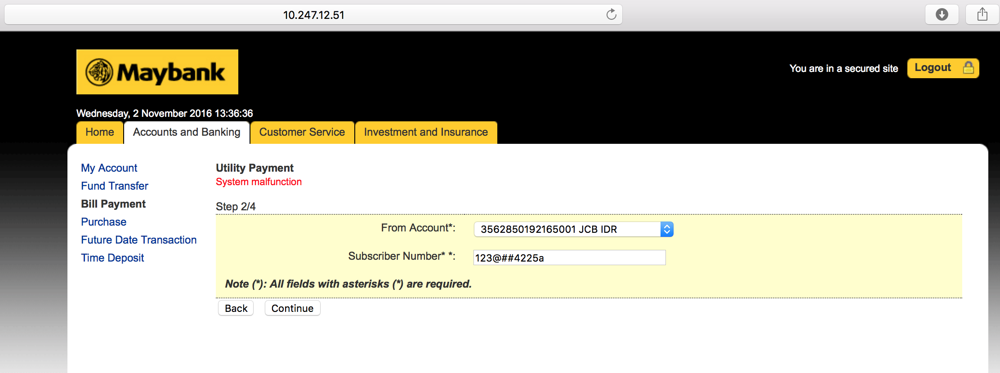 10.247.12.51
Maybank
You are in a secured site
Logout
Wednesday, 2 November 2016 13:36:36
Home
Accounts and Banking
Customer Service
Investment and Insurance
My Account
Fund Transfer
Bill Payment
Purchase
Future Date Transaction
Time Deposit
Utility Payment
System malfunction
Step 2/4
From Account*: 3562850192165001 JCB IDR
Subscriber Number* *: 123@##4225a
Note (*): All fields with asterisks (*) are required.
Back
Continue